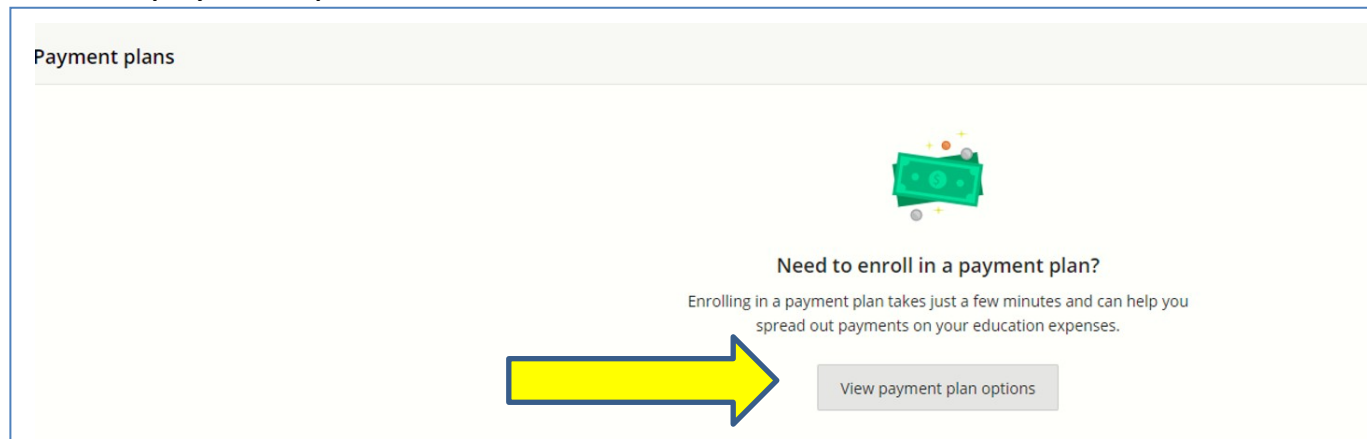 Payment plans
$
Need to enroll in a payment plan?
Enrolling in a payment plan takes just a few minutes and can help you
spread out payments on your education expenses.
View payment plan options